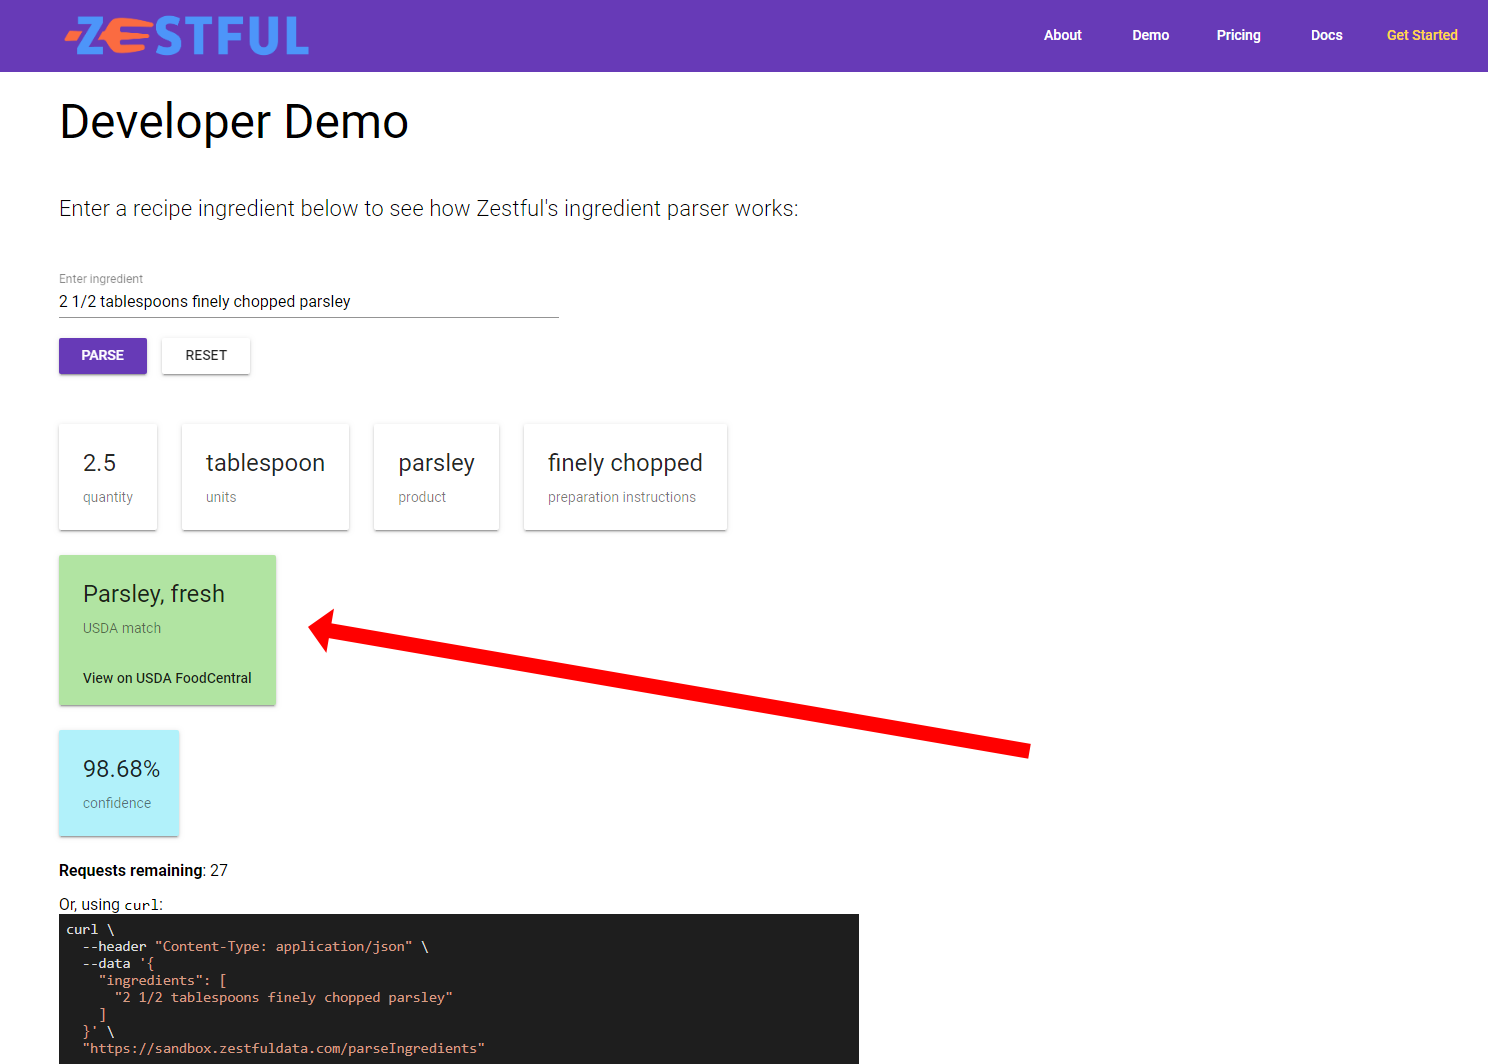 ZESTFUL
About Demo Pricing Docs Get Started
Developer Demo
Enter a recipe ingredient below to see how Zestful's ingredient parser works:
Enter ingredient
2 1/2 tablespoons finely chopped parsley
PARSE RESET
2.5 tablespoon parsley finely chopped
quantity units product preparation instructions
Parsley, fresh
USDA match
View on USDA FoodCentral
98.68%
confidence
Requests remaining: 27
Or, using curl:
curl \
--header "Content-Type: application/json" \
--data '{
"ingredients": [
"2 1/2 tablespoons finely chopped parsley"
]
}' \
"https://sandbox.zestfuldata.com/parseIngredients"